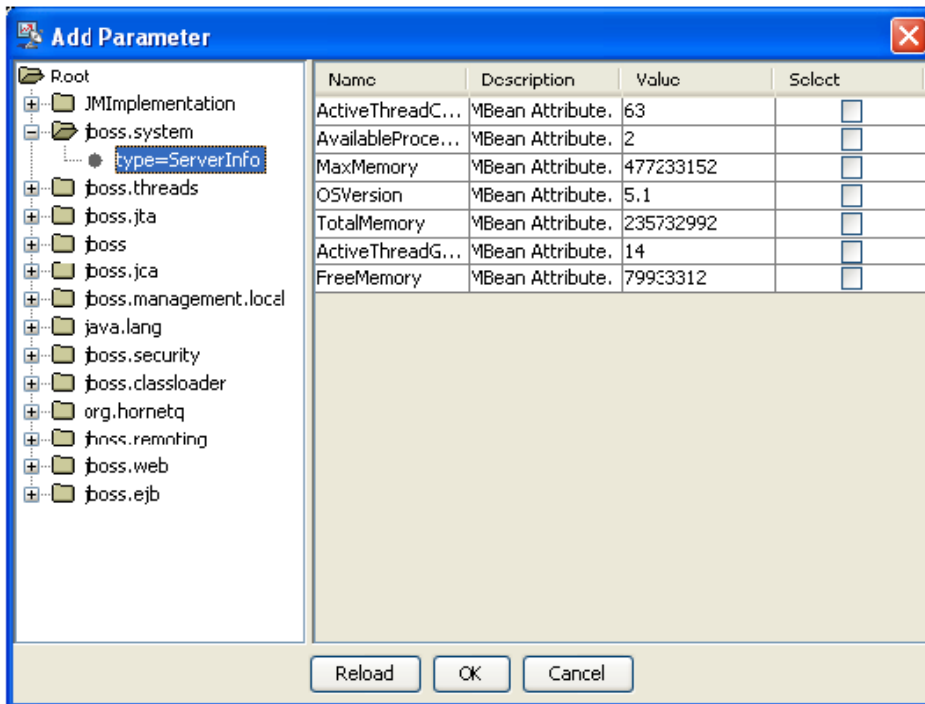 Add Parameter
Root
JMImplementation
jboss.system
type=ServerInfo
jboss.threads
jboss.jta
jboss
jboss.jca
jboss.management.local
java.lang
jboss.security
jboss.classloader
org.hornetq
jboss.remoting
jboss.web
jboss.ejb
Name Description Value Select
ActiveThreadC... MBean Attribute. 63
AvailableProce... MBean Attribute. 2
MaxMemory MBean Attribute. 477233152
OSVersion MBean Attribute. 5.1
TotalMemory MBean Attribute. 235732992
ActiveThreadG... MBean Attribute. 14
FreeMemory MBean Attribute. 79933312
Reload OK Cancel